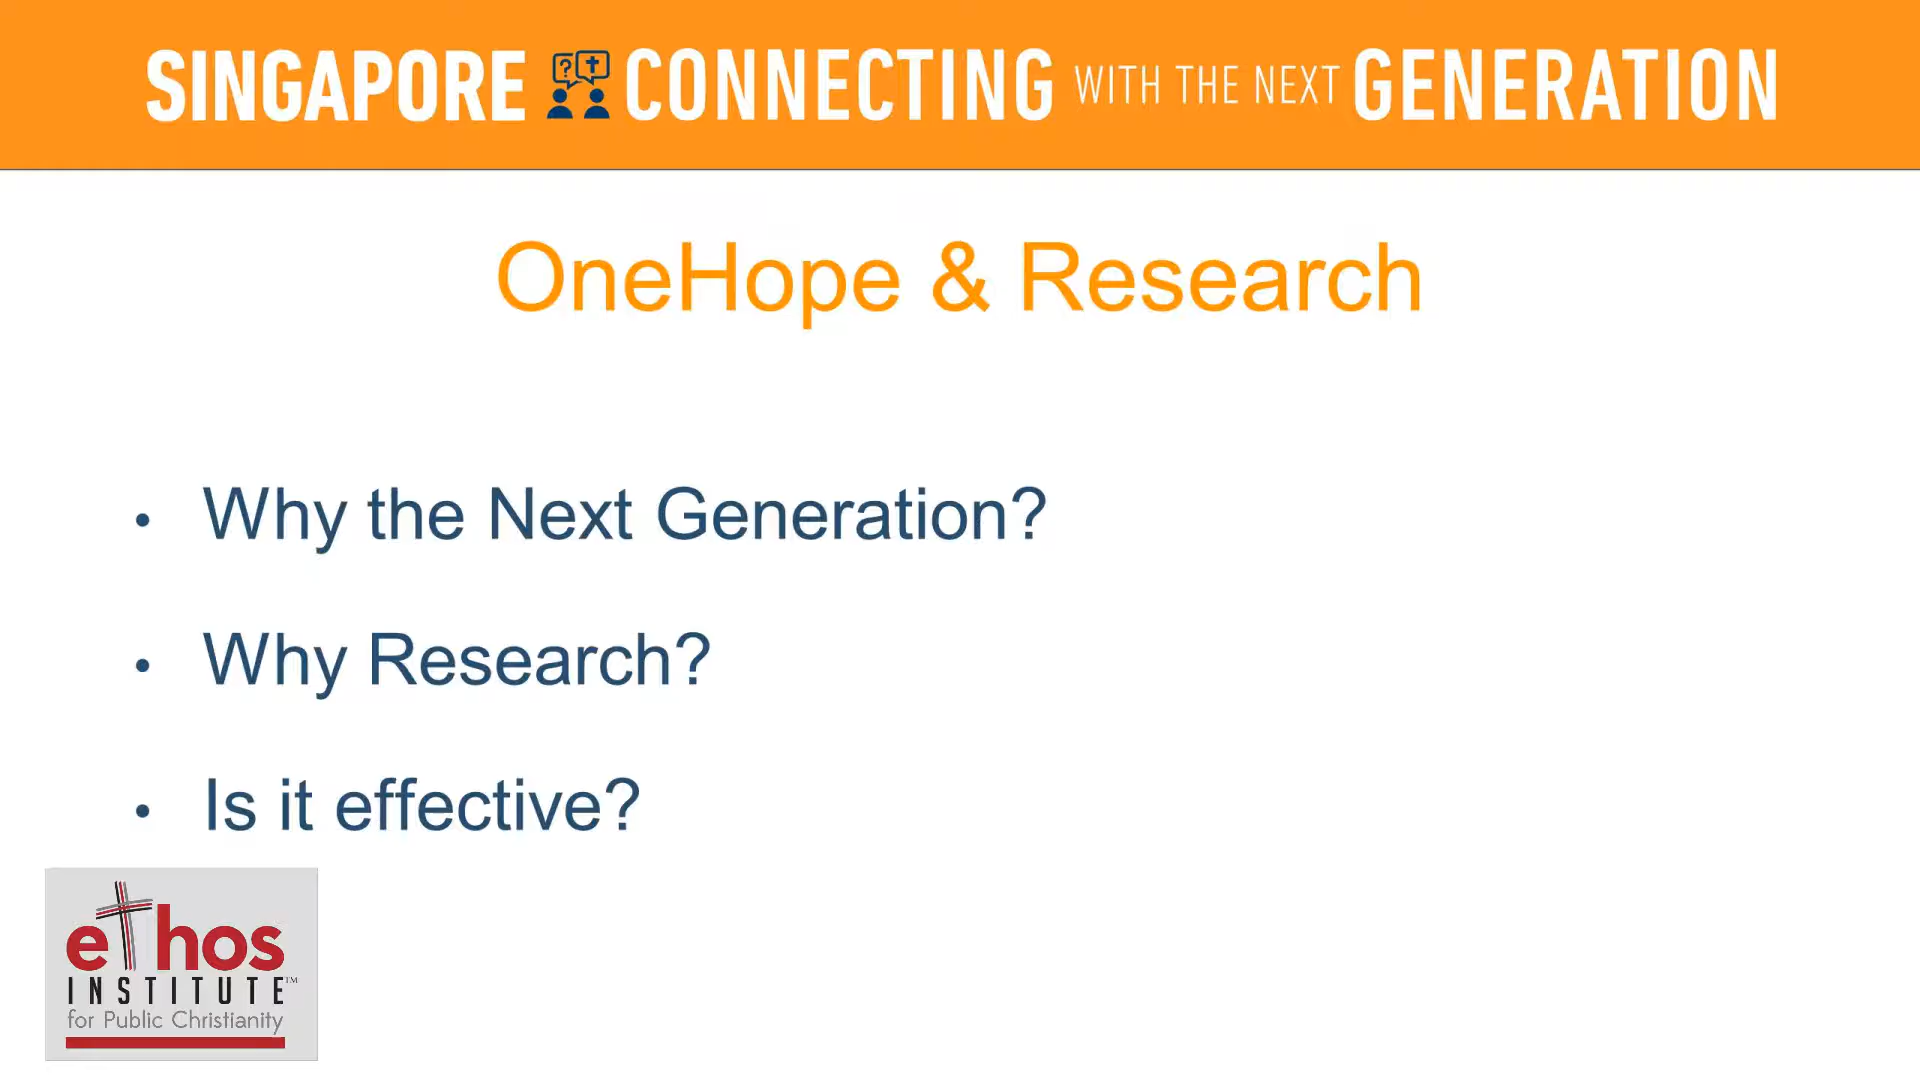 SINGAPORE CONNECTING WITH THE NEXT GENERATION
OneHope & Research
• Why the Next Generation?
• Why Research?
• Is it effective?
ethos
INSTITUTE™
for Public Christianity